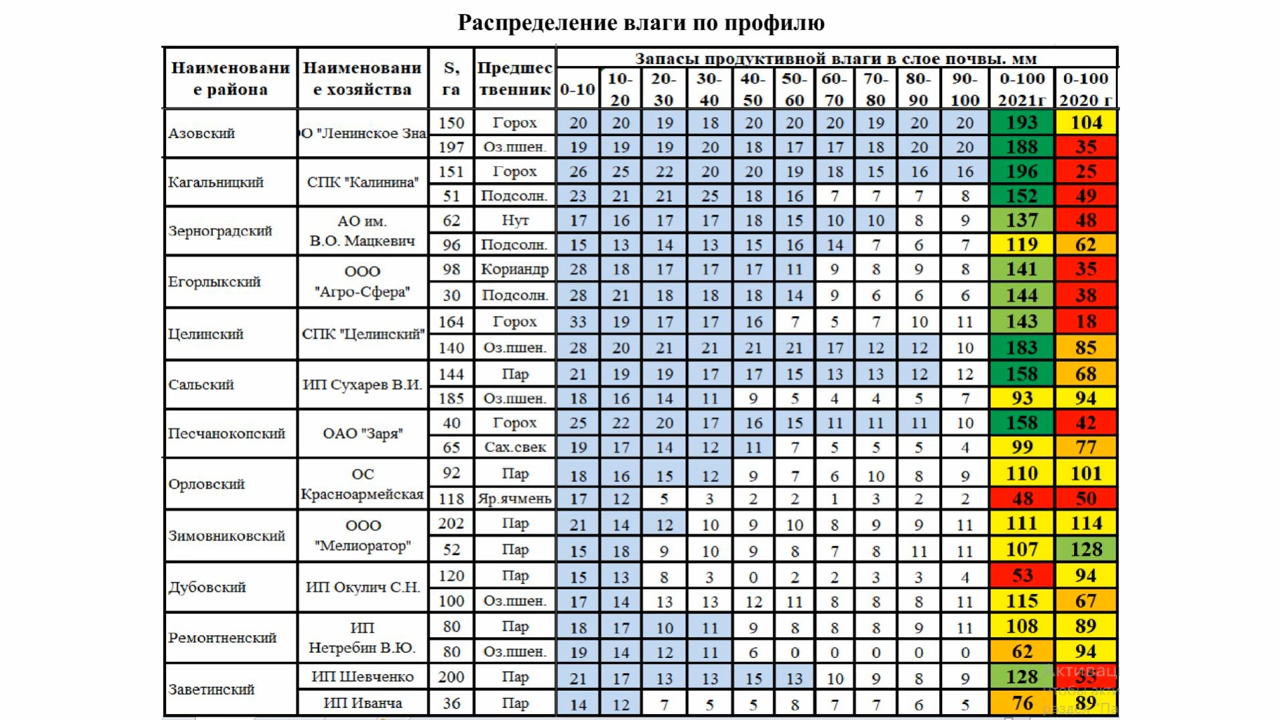 Распределение влаги по профилю
Наименовани е района | Наименовани е хозяйства | S, га | Предшес твенник | Запасы продуктивной влаги в слое почвы. мм
0-10 | 10-20 | 20-30 | 30-40 | 40-50 | 50-60 | 60-70 | 70-80 | 80-90 | 90-100 | 0-100 2021г | 0-100 2020 г
Азовский | О "Ленинское Зна | 150 | Горох | 20 | 20 | 19 | 18 | 20 | 20 | 20 | 19 | 20 | 20 | 193 | 104
197 | Оз.пшен. | 19 | 19 | 19 | 20 | 18 | 17 | 17 | 18 | 20 | 20 | 188 | 35
Кагальницкий | СПК "Калинина" | 151 | Горох | 26 | 25 | 22 | 20 | 20 | 19 | 18 | 15 | 16 | 16 | 196 | 25
51 | Подсолн. | 23 | 21 | 21 | 25 | 18 | 16 | 7 | 7 | 7 | 8 | 152 | 49
Зерноградский | АО им. В.О. Мацкевич | 62 | Нут | 17 | 16 | 17 | 17 | 18 | 15 | 10 | 10 | 8 | 9 | 137 | 48
96 | Подсолн. | 15 | 13 | 14 | 13 | 15 | 16 | 14 | 7 | 6 | 7 | 119 | 62
Егорлыкский | ООО "Агро-Сфера" | 98 | Кориандр | 28 | 18 | 17 | 17 | 17 | 11 | 9 | 8 | 9 | 8 | 141 | 35
30 | Подсолн. | 28 | 21 | 18 | 18 | 18 | 14 | 9 | 6 | 6 | 6 | 144 | 38
Целинский | СПК "Целинский" | 164 | Горох | 33 | 19 | 17 | 17 | 16 | 7 | 5 | 7 | 10 | 11 | 143 | 18
140 | Оз.пшен. | 28 | 20 | 21 | 21 | 21 | 21 | 17 | 12 | 12 | 10 | 183 | 85
Сальский | ИП Сухарев В.И. | 144 | Пар | 21 | 19 | 19 | 17 | 17 | 15 | 13 | 13 | 12 | 12 | 158 | 68
185 | Оз.пшен. | 18 | 16 | 14 | 11 | 9 | 5 | 4 | 4 | 5 | 7 | 93 | 94
Песчанокопский | ОАО "Заря" | 40 | Горох | 25 | 22 | 20 | 17 | 16 | 15 | 11 | 11 | 11 | 10 | 158 | 42
65 | Сах.свек | 19 | 17 | 14 | 12 | 11 | 7 | 5 | 5 | 5 | 4 | 99 | 77
Орловский | ОС Красноармейская | 92 | Пар | 18 | 16 | 15 | 12 | 9 | 7 | 6 | 10 | 8 | 9 | 110 | 101
118 | Яр.ячмень | 17 | 12 | 5 | 3 | 2 | 2 | 1 | 3 | 2 | 2 | 48 | 50
Зимовниковский | ООО "Мелиоратор" | 202 | Пар | 21 | 14 | 12 | 10 | 9 | 10 | 8 | 9 | 9 | 11 | 111 | 114
52 | Пар | 15 | 18 | 9 | 10 | 9 | 8 | 7 | 8 | 11 | 11 | 107 | 128
Дубовский | ИП Окулич С.Н. | 120 | Пар | 15 | 13 | 8 | 3 | 0 | 2 | 2 | 3 | 3 | 4 | 53 | 94
100 | Оз.пшен. | 17 | 14 | 13 | 13 | 12 | 11 | 8 | 8 | 8 | 11 | 115 | 67
Ремонтненский | ИП Нетребин В.Ю. | 80 | Пар | 18 | 17 | 10 | 11 | 9 | 8 | 8 | 8 | 9 | 11 | 108 | 89
80 | Оз.пшен. | 19 | 14 | 12 | 11 | 6 | 0 | 0 | 0 | 0 | 0 | 62 | 94
Заветинский | ИП Шевченко | 200 | Пар | 21 | 17 | 13 | 13 | 15 | 13 | 10 | 9 | 8 | 9 | 128 | 35
ИП Иванча | 36 | Пар | 14 | 12 | 7 | 5 | 5 | 8 | 7 | 7 | 6 | 5 | 76 | 89